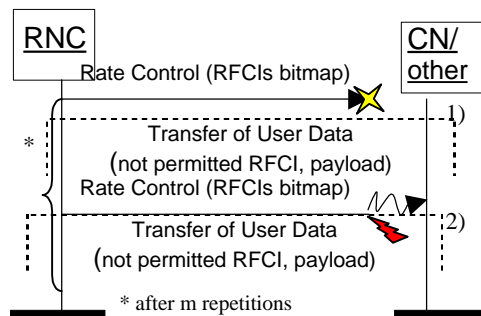 RNC
CN/
other
Rate Control (RFCIs bitmap)
1)
*
Transfer of User Data
(not permitted RFCI, payload)
Rate Control (RFCIs bitmap)
2)
Transfer of User Data
(not permitted RFCI, payload)
* after m repetitions